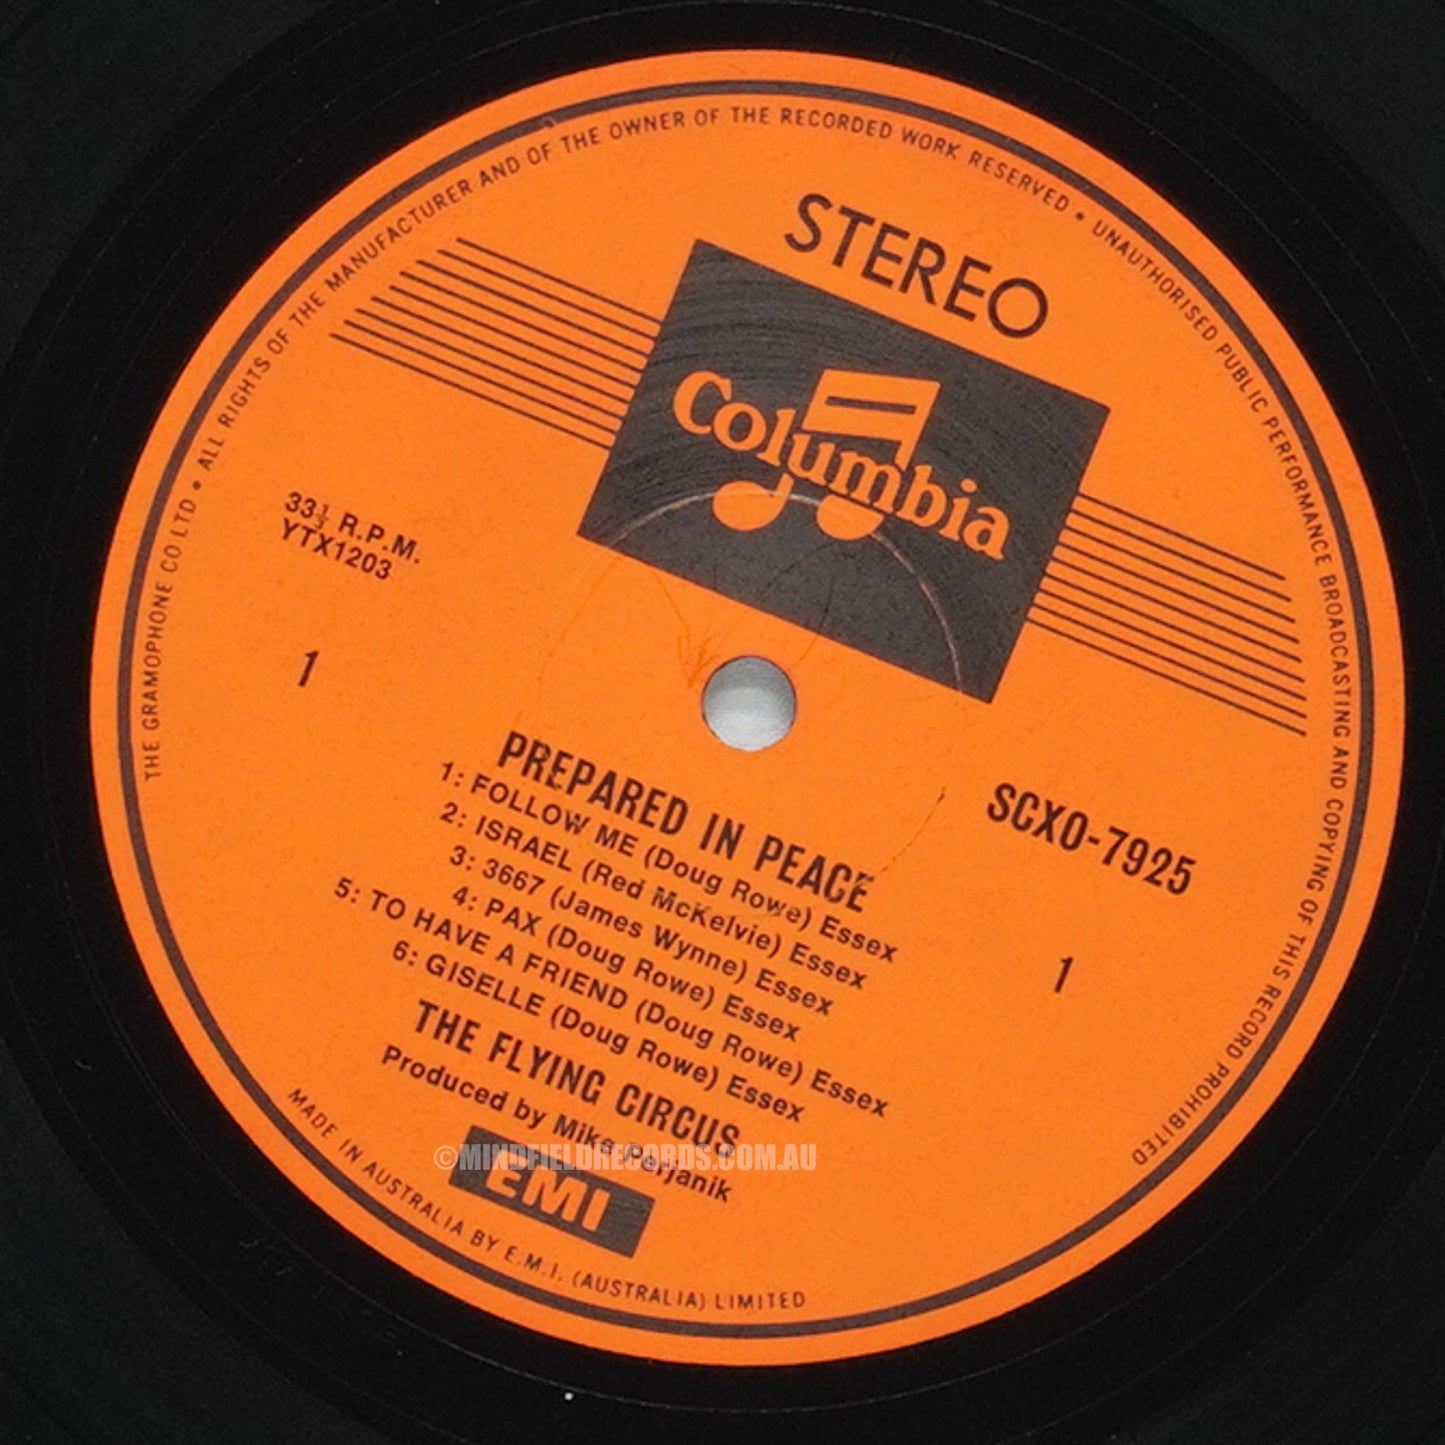 THE GRAMOPHONE CO LTD • ALL RIGHTS OF THE MANUFACTURER AND OF THE OWNER OF THE RECORDED WORK RESERVED • UNAUTHORISED PUBLIC PERFORMANCE BROADCASTING AND COPYING OF THIS RECORD PROHIBITED
STEREO
Columbia
33⅓ R.P.M.
YTX1203
1
SCXO-7925
1
PREPARED IN PEACE
1: FOLLOW ME (Doug Rowe) Essex
2: ISRAEL (Red McKelvie) Essex
3: 3667 (James Wynne) Essex
4: PAX (Doug Rowe) Essex
5: TO HAVE A FRIEND (Doug Rowe) Essex
6: GISELLE (Doug Rowe) Essex
THE FLYING CIRCUS
Produced by Mike Perjanik
©MINDFIELDRECORDS.COM.AU
EMI
MADE IN AUSTRALIA BY E.M.I. (AUSTRALIA) LIMITED